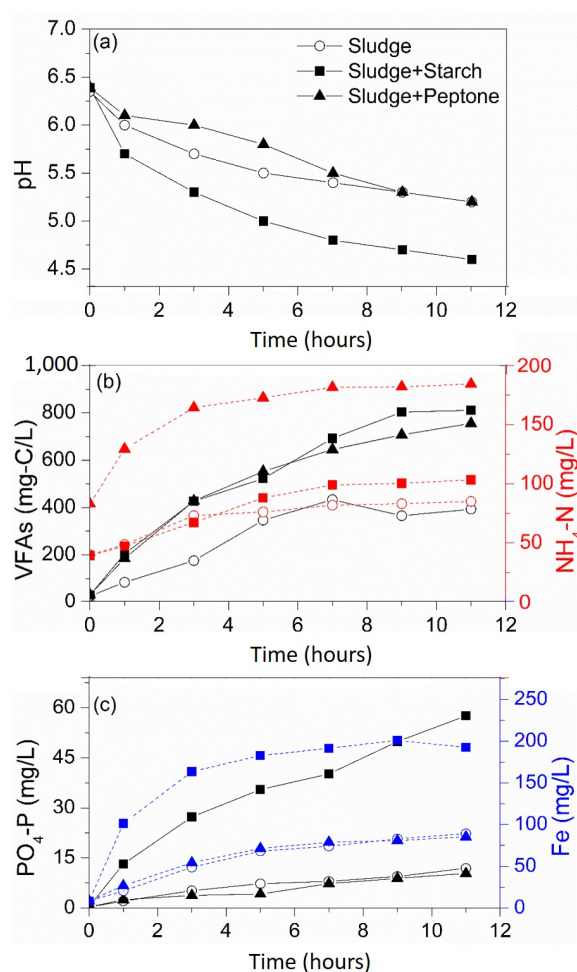 (a)
Sludge
Sludge+Starch
Sludge+Peptone
7.0
6.5
6.0
5.5
5.0
4.5
pH
0 2 4 6 8 10 12
Time (hours)
(b)
1,000
800
600
400
200
0
VFAs (mg-C/L)
200
150
100
50
0
NH4-N (mg/L)
0 2 4 6 8 10 12
Time (hours)
(c)
60
45
30
15
0
PO4-P (mg/L)
250
200
150
100
50
0
Fe (mg/L)
0 2 4 6 8 10 12
Time (hours)